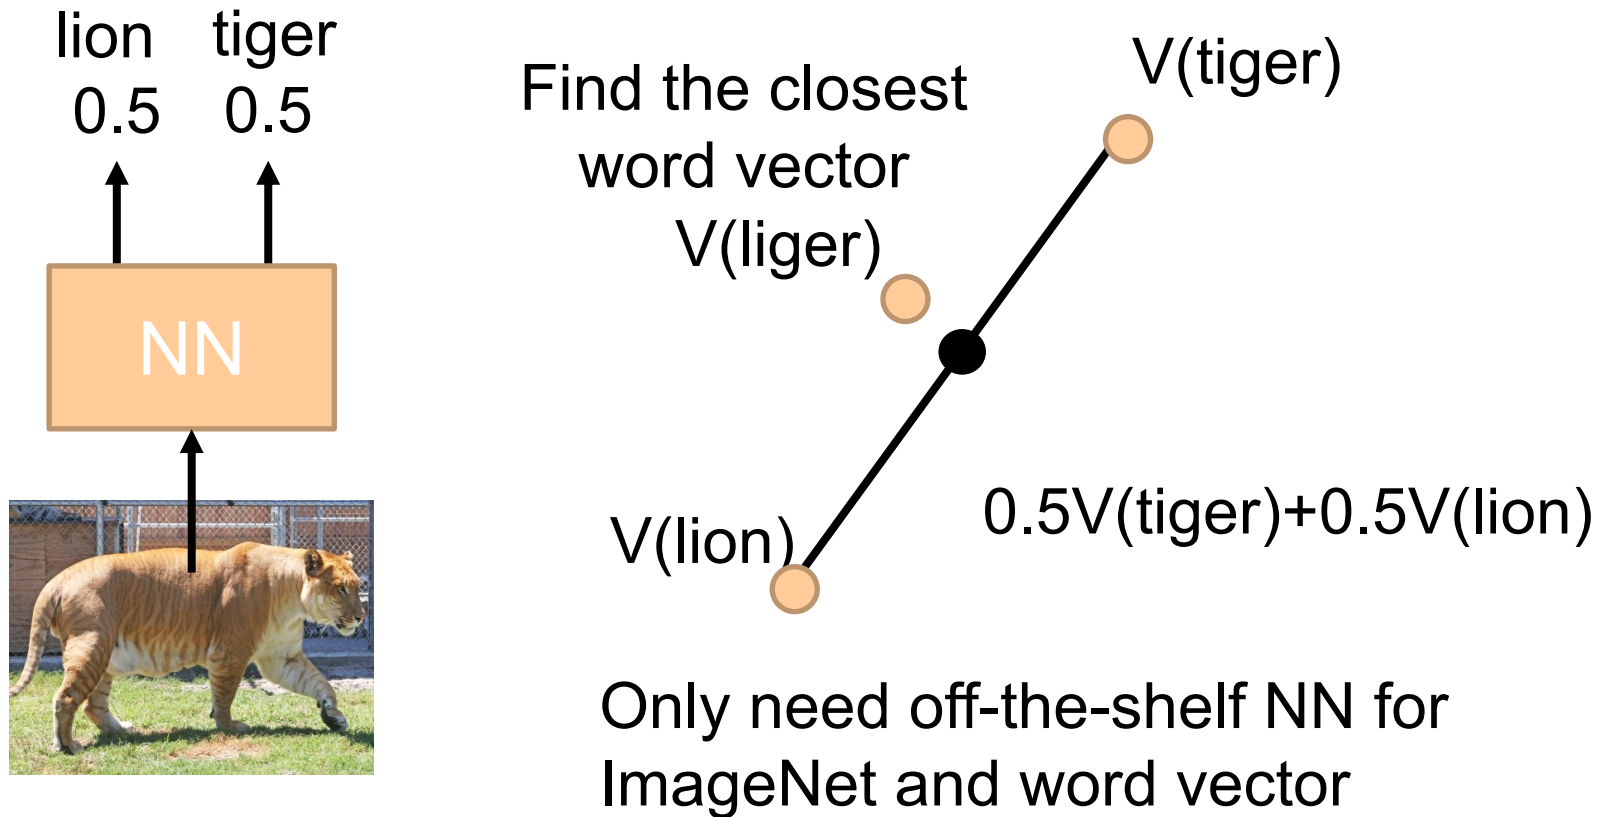 lion tiger
0.5 0.5
NN
Find the closest
word vector
V(liger)
V(tiger)
V(lion)
0.5V(tiger)+0.5V(lion)
Only need off-the-shelf NN for
ImageNet and word vector